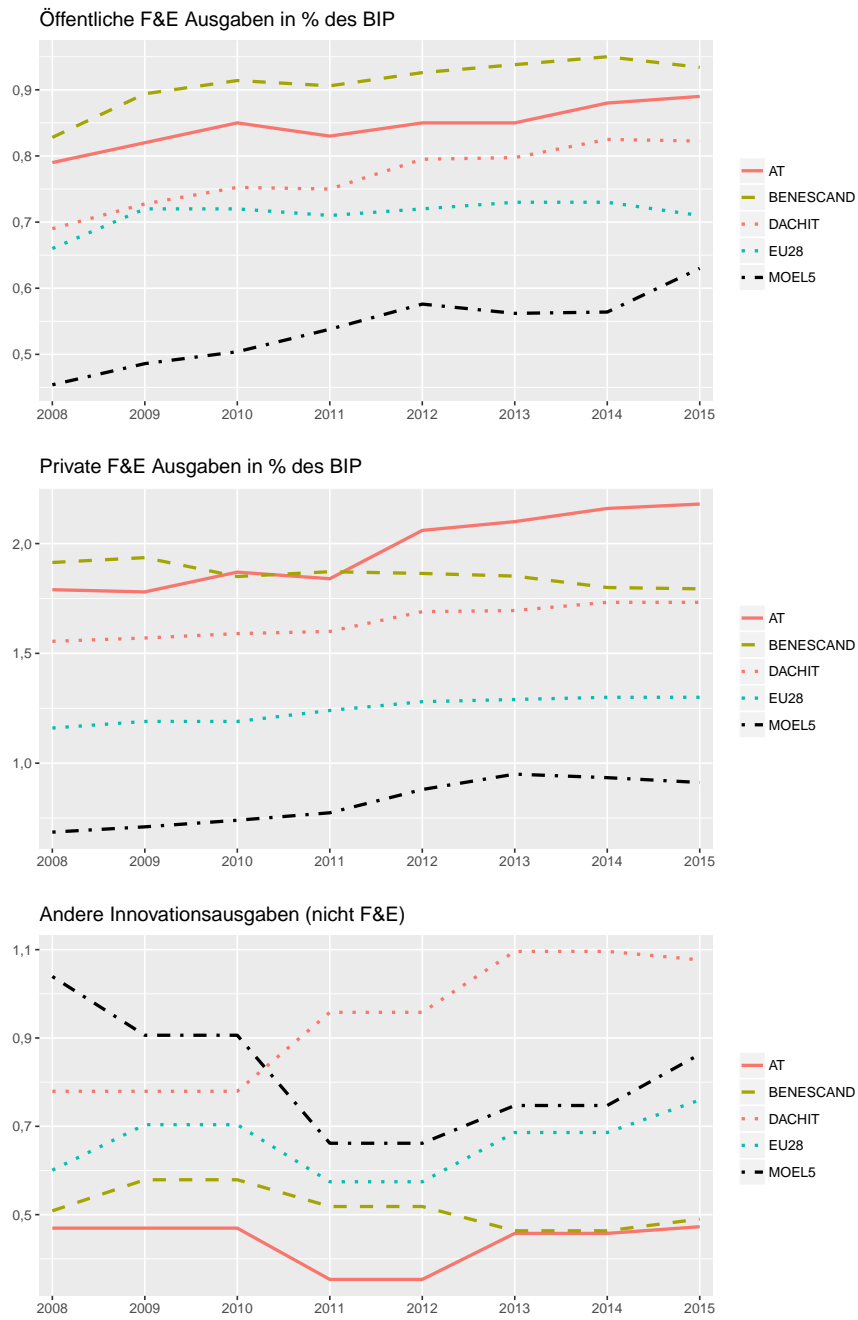 Öffentliche F&E Ausgaben in % des BIP
0,9
0,8
0,7
0,6
0,5
2008 2009 2010 2011 2012 2013 2014 2015
AT
BENESCAND
DACHIT
EU28
MOEL5
Private F&E Ausgaben in % des BIP
2,0
1,5
1,0
2008 2009 2010 2011 2012 2013 2014 2015
AT
BENESCAND
DACHIT
EU28
MOEL5
Andere Innovationsausgaben (nicht F&E)
1,1
0,9
0,7
0,5
2008 2009 2010 2011 2012 2013 2014 2015
AT
BENESCAND
DACHIT
EU28
MOEL5